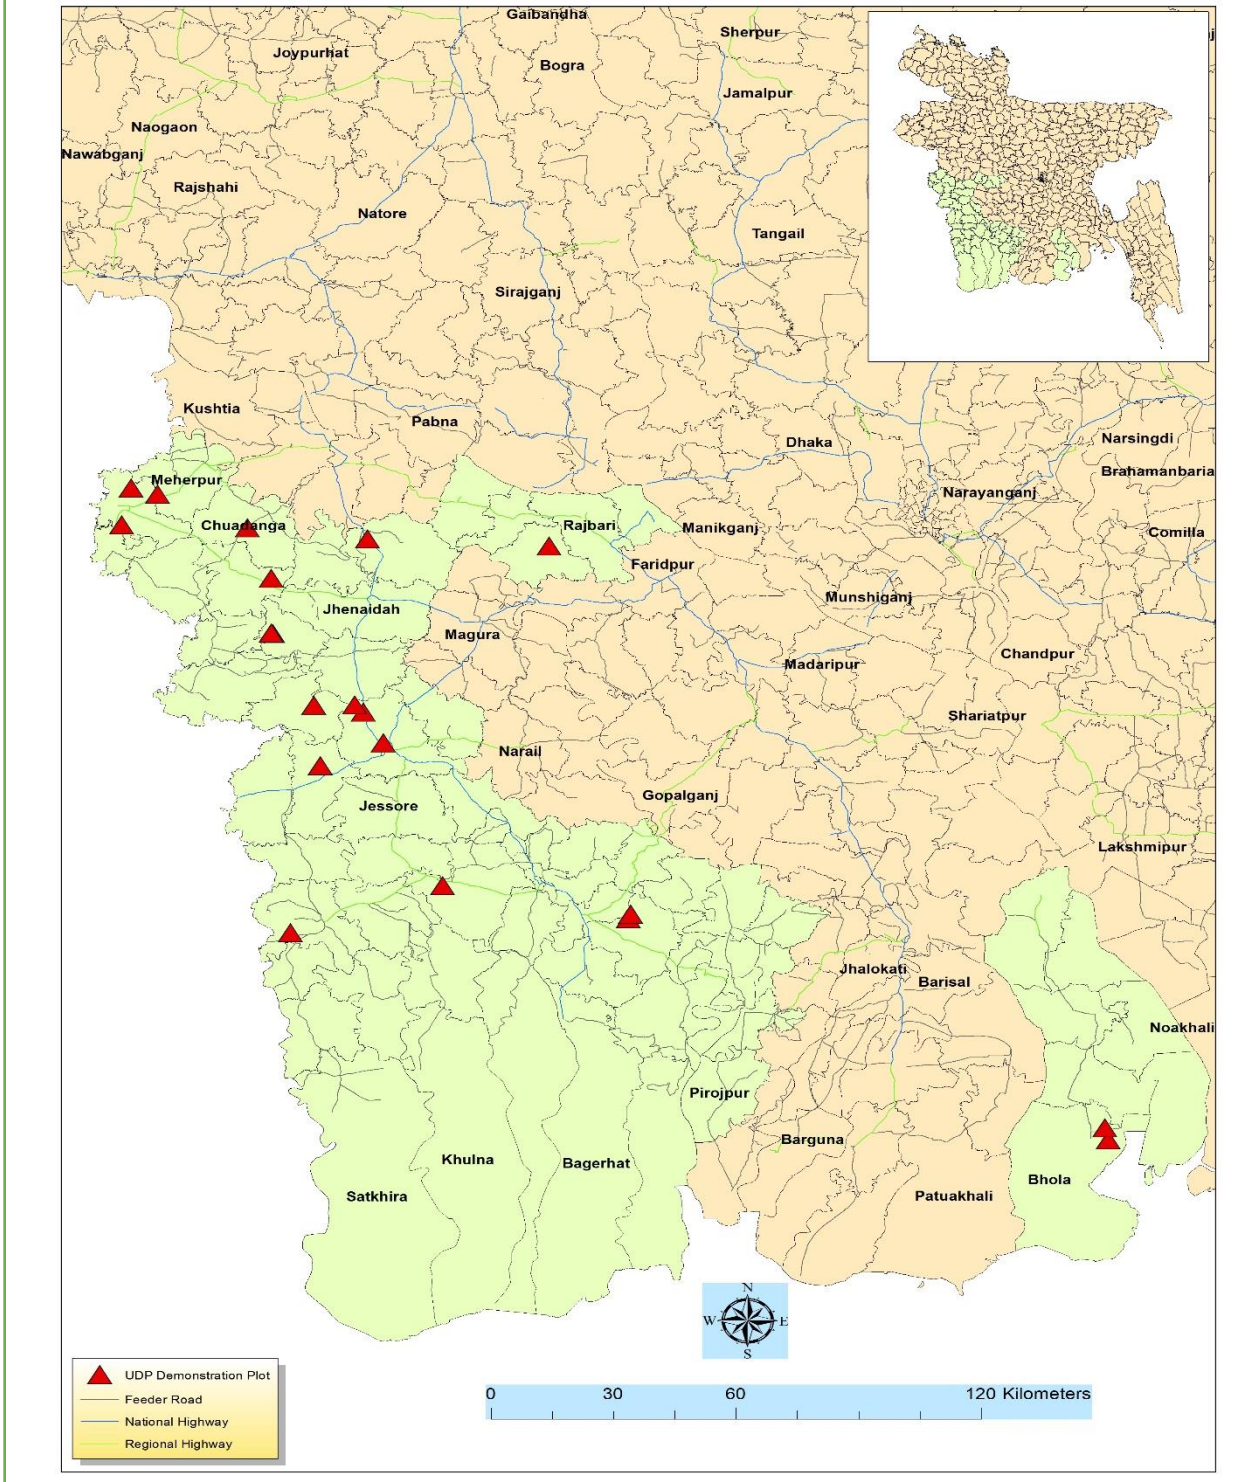 Gaibandha
Sherpur
Joypurhat
Bogra
Jamalpur
Naogaon
Nawabganj
Rajshahi
Natore
Tangail
Sirajganj
Kushtia
Pabna
Dhaka
Narsingdi
Brahamanbaria
Meherpur
Narayanganj
Chuadanga
Rajbari
Manikganj
Comilla
Faridpur
Munshiganj
Jhenaidah
Magura
Chandpur
Madaripur
Shariatpur
Narail
Gopalganj
Jessore
Lakshmipur
Jhalokati
Barisal
Noakhali
Pirojpur
Barguna
Khulna
Bagerhat
Bhola
Satkhira
Patuakhali
N
W E
S
UDP Demonstration Plot
Feeder Road
National Highway
Regional Highway
0 30 60 120 Kilometers